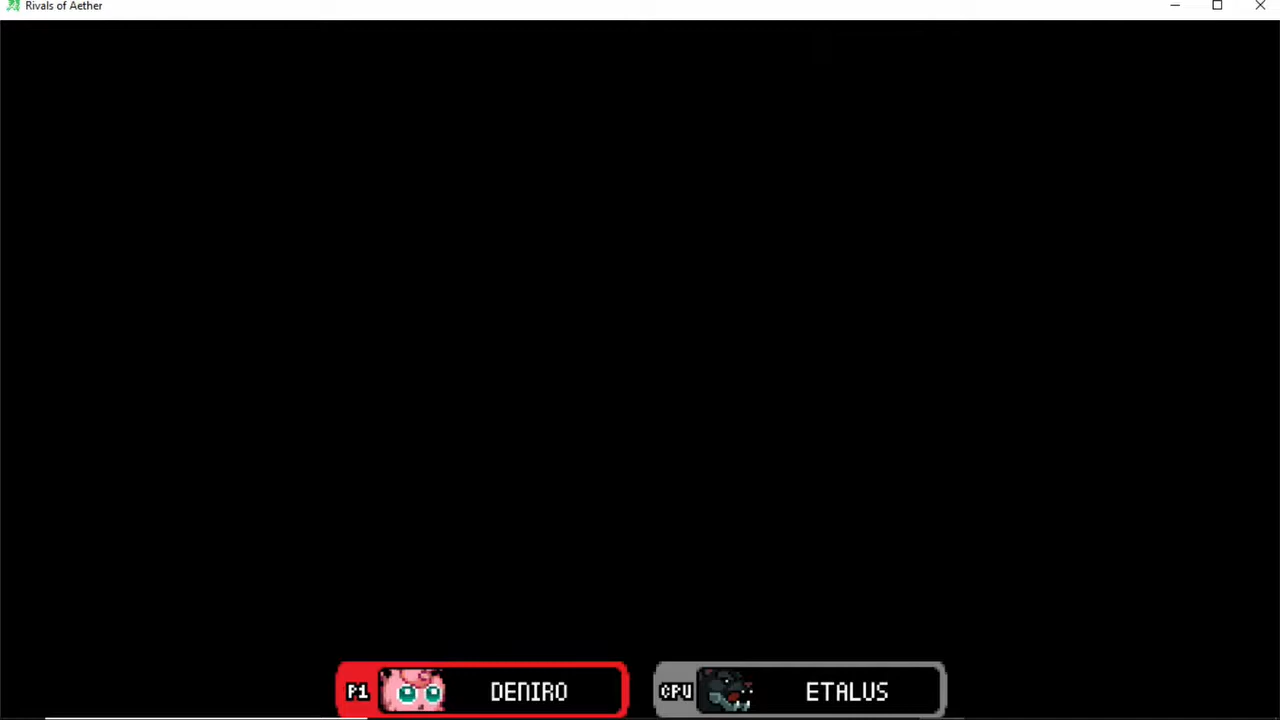 Rivals of Aether
P1 DENIRO
CPU ETALUS